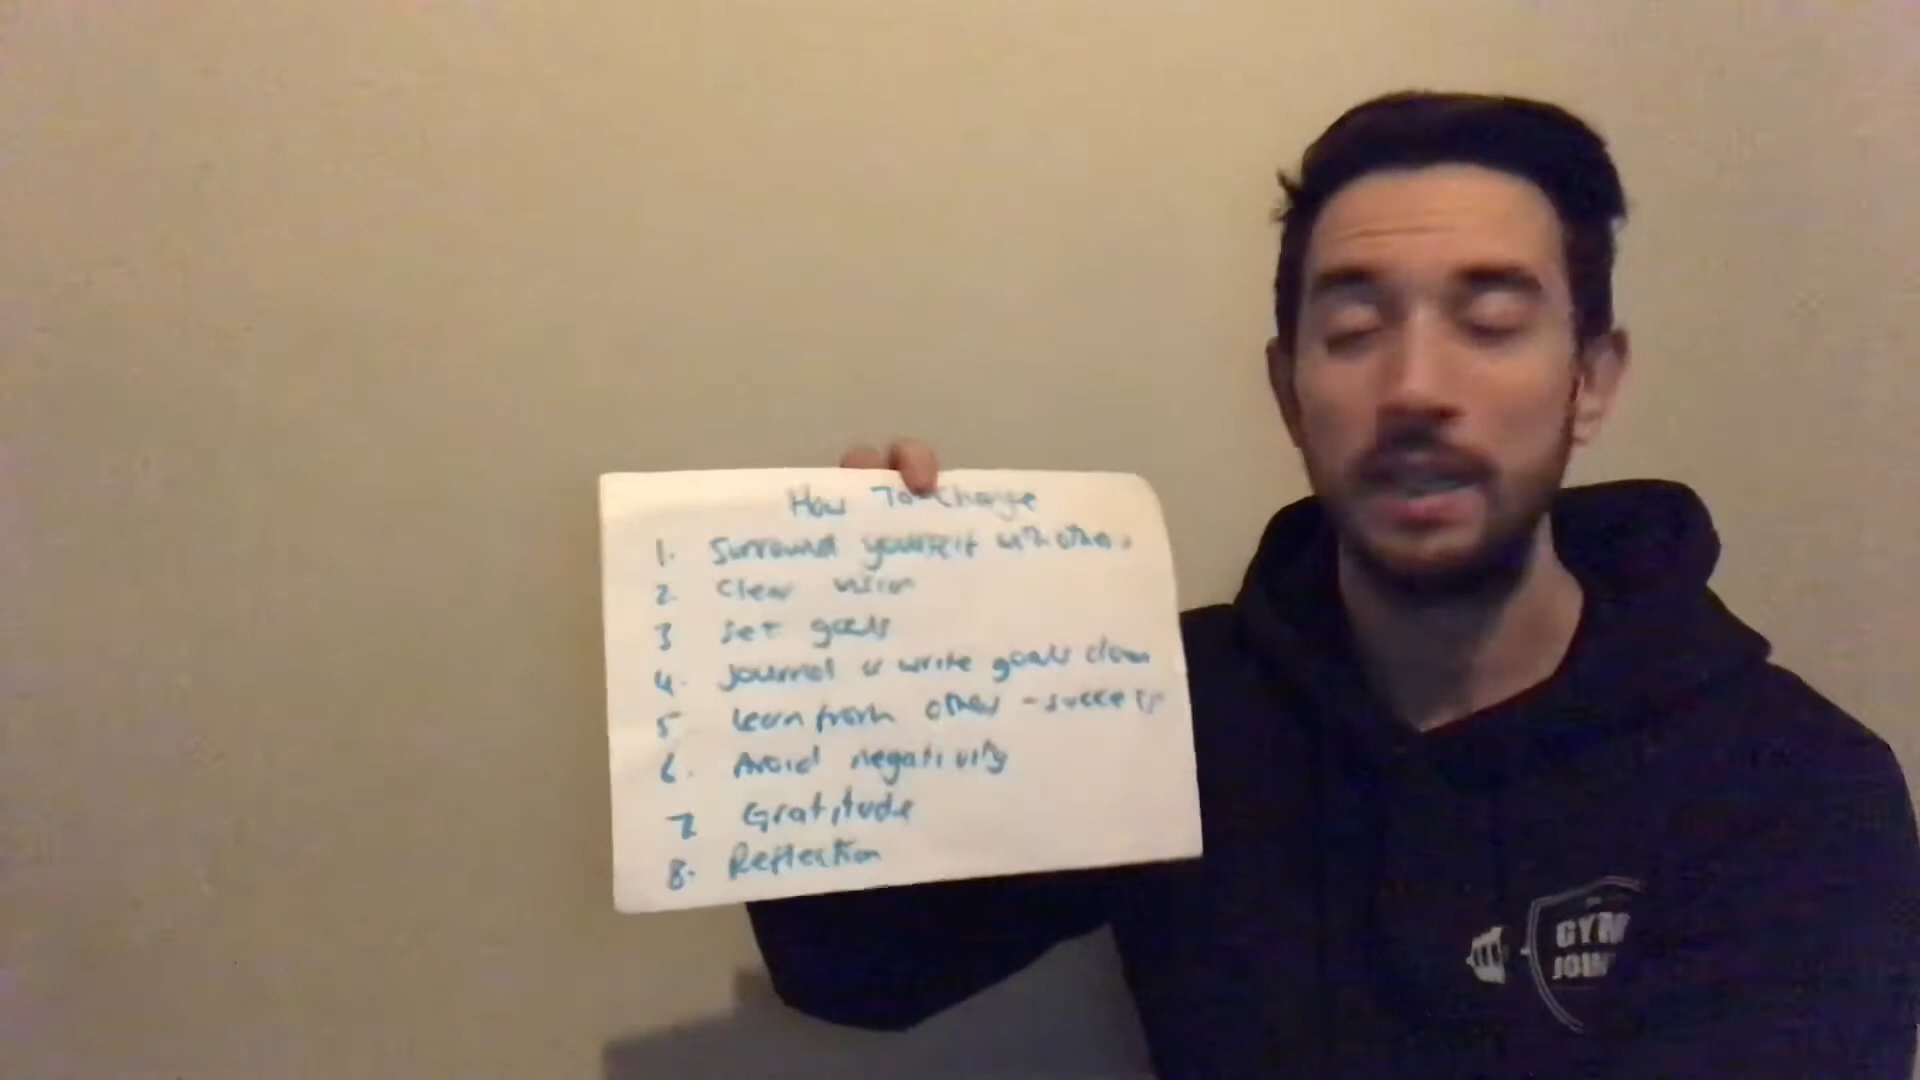 How To Change
1. Surround yourself with others
2 Clear vision
3 Set goals
4. Journal & write goals down
5 Learn from others - success
6. Avoid negativity
7 Gratitude
8. Reflection
GYM